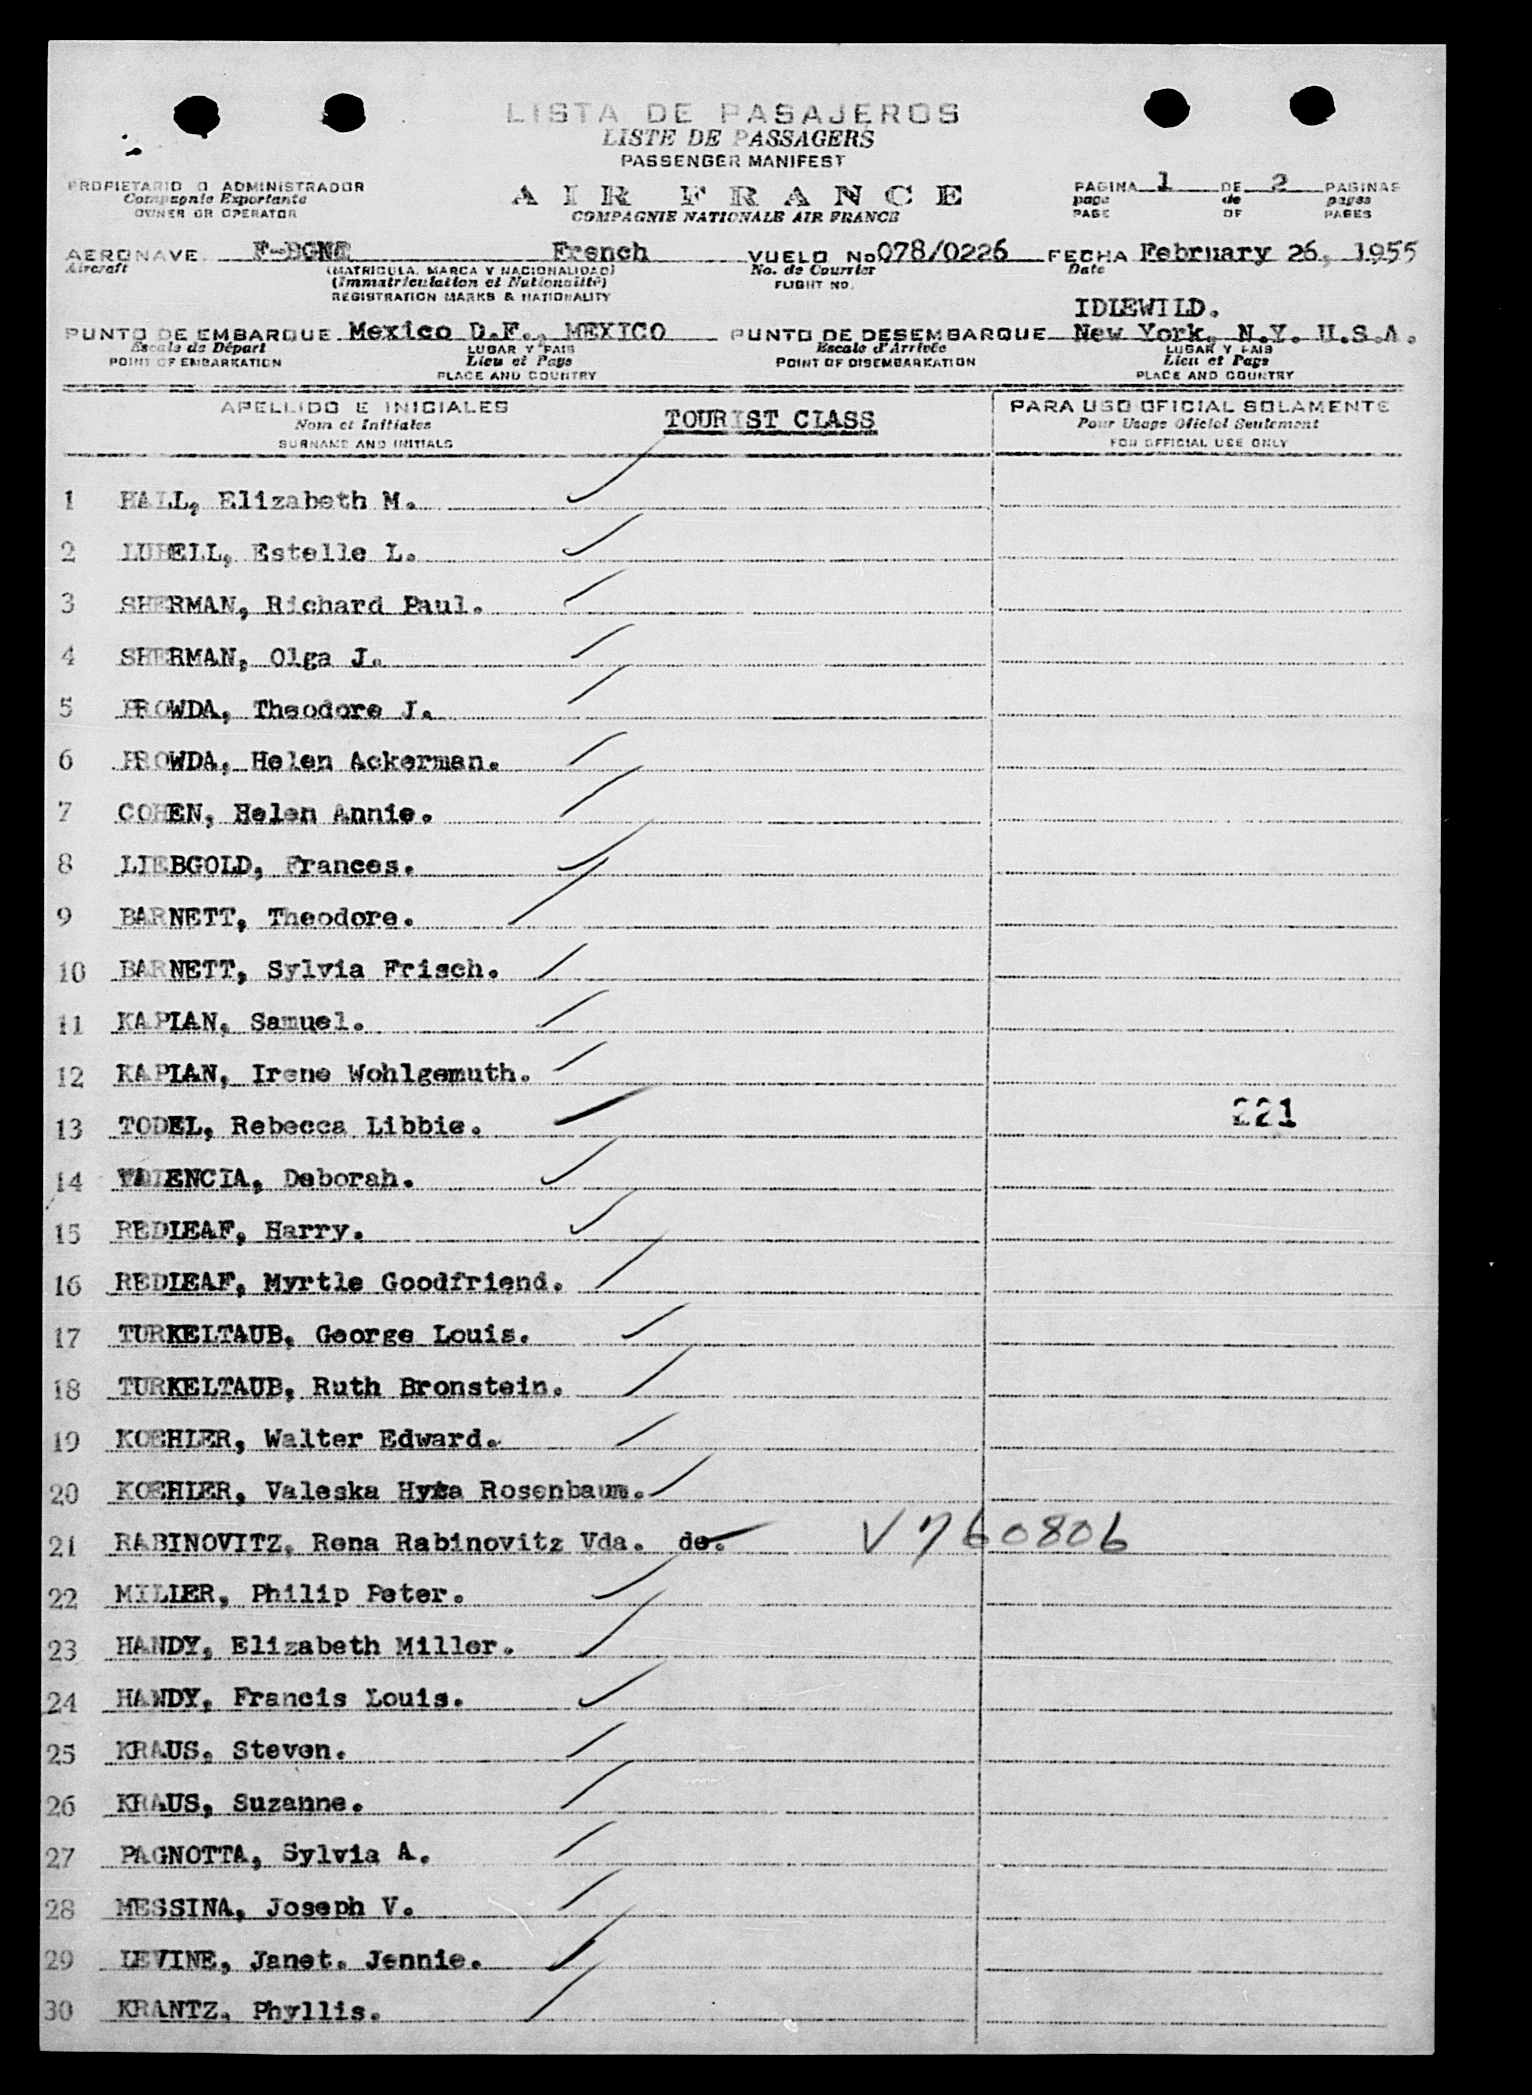 LISTA DE PASAJEROS
LISTE DE PASSAGERS
PASSENGER MANIFEST
PROPIETARIO O ADMINISTRADOR
Compagnie Exportante
OWNER OR OPERATOR
AIR FRANCE
COMPAGNIE NATIONALE AIR FRANCE
PAGINA 1 DE 2 PAGINAS
page de pages
PAGE OF PAGES
AERONAVE F-BGNE French VUELO No 078/0226 FECHA February 26, 1955
Aircraft (MATRICULA, MARCA Y NACIONALIDAD) No. de Courrier Date
(Immatriculation et Nationalité) FLIGHT NO.
REGISTRATION MARKS & NATIONALITY
IDLEWILD.
PUNTO DE EMBARQUE Mexico D.F., MEXICO PUNTO DE DESEMBARQUE New York, N.Y. U.S.A.
Escale de Départ LUGAR Y PAIS Escale d'Arrivée LUGAR Y PAIS
POINT OF EMBARKATION Lieu et Pays POINT OF DISEMBARKATION Lieu et Pays
PLACE AND COUNTRY PLACE AND COUNTRY
APELLIDO E INICIALES TOURIST CLASS PARA USO OFICIAL SOLAMENTE
Nom et Initiales Pour Usage Oficiel Seulement
SURNAME AND INITIALS FOR OFFICIAL USE ONLY
1 HALL, Elizabeth M.
2 LUBELL, Estelle L.
3 SHERMAN, Richard Paul.
4 SHERMAN, Olga J.
5 PROWDA, Theodore J.
6 PROWDA, Helen Ackerman.
7 COHEN, Helen Annie.
8 LIEBGOLD, Frances.
9 BARNETT, Theodore.
10 BARNETT, Sylvia Frisch.
11 KAPLAN, Samuel.
12 KAPLAN, Irene Wohlgemuth.
13 TODEL, Rebecca Libbie. 221
14 VALENCIA, Deborah.
15 REDLEAF, Harry.
16 REDLEAF, Myrtle Goodfriend.
17 TURKELTAUB, George Louis.
18 TURKELTAUB, Ruth Bronstein.
19 KOEHLER, Walter Edward.
20 KOEHLER, Valeska Rosenbaum.
21 RABINOVITZ, Rena Rabinovitz Vda. de. V 760806
22 MILLER, Philip Peter.
23 HANDY, Elizabeth Miller.
24 HANDY, Francis Louis.
25 KRAUS, Steven.
26 KRAUS, Suzanne.
27 PAGNOTTA, Sylvia A.
28 MESSINA, Joseph V.
29 LEVINE, Janet. Jennie.
30 KRANTZ, Phyllis.